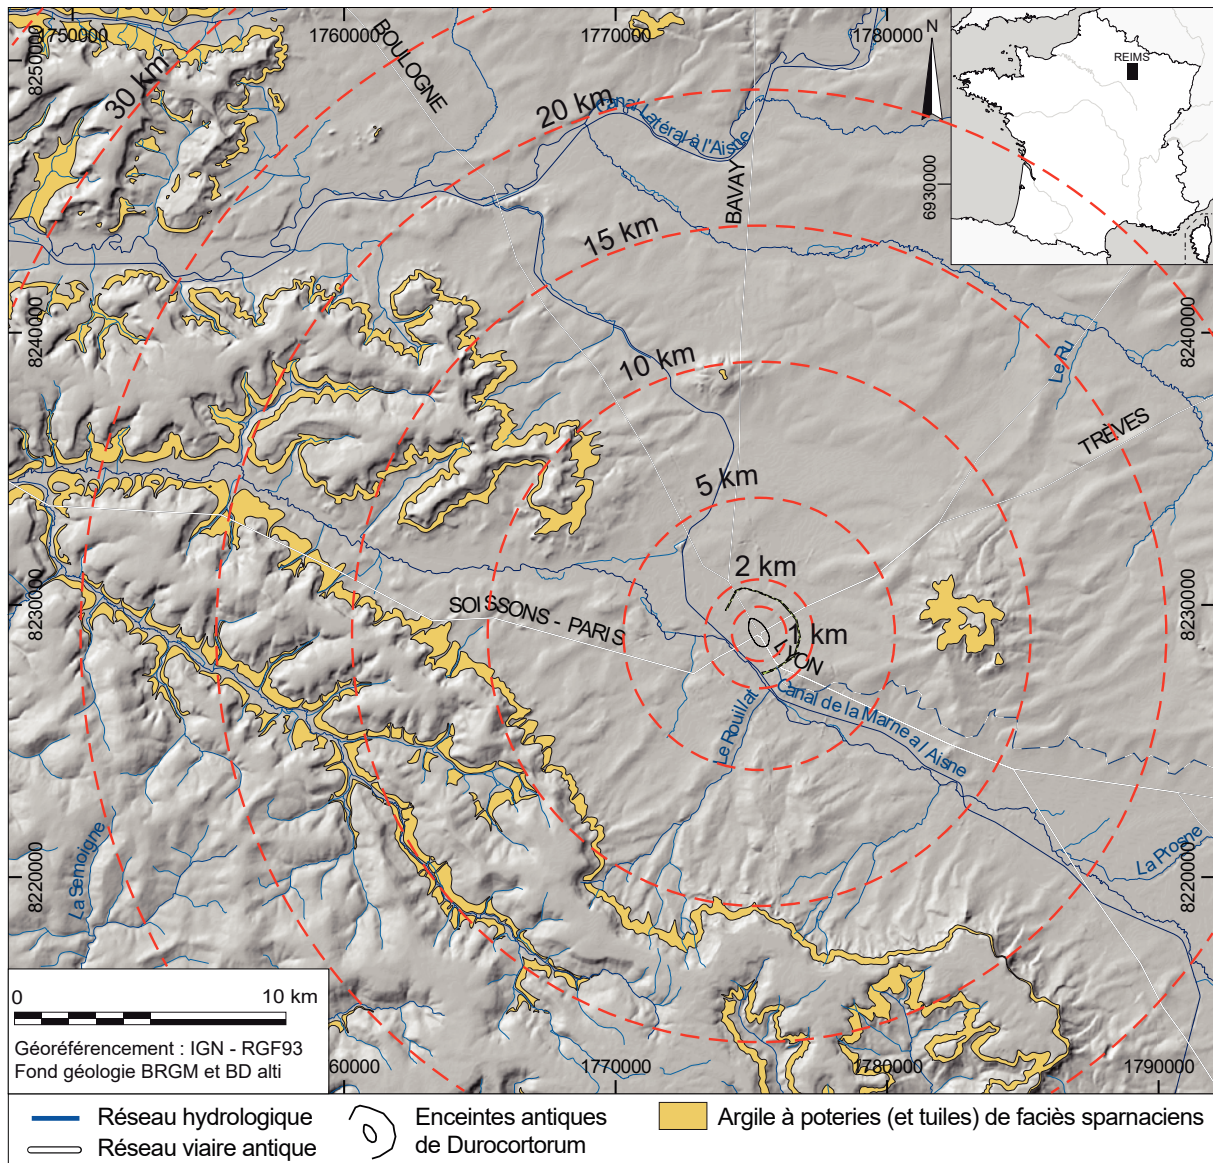 1750000
1760000
1770000
1780000
N
REIMS
8250000
30 km
BOULOGNE
20 km
Canal Latéral à l'Aisne
BAVAY
6930000
15 km
8240000
8240000
10 km
Le Ru
TRÈVES
5 km
2 km
8230000
8230000
SOISSONS - PARIS
1 km
LYON
Canal de la Marne a l Aisne
Le Rouillat
La Semoigne
8220000
La Prosne
8220000
0 10 km
Géoréférencement : IGN - RGF93
Fond géologie BRGM et BD alti
60000
1770000
1780000
1790000
Réseau hydrologique
Réseau viaire antique
Enceintes antiques
de Durocortorum
Argile à poteries (et tuiles) de faciès sparnaciens